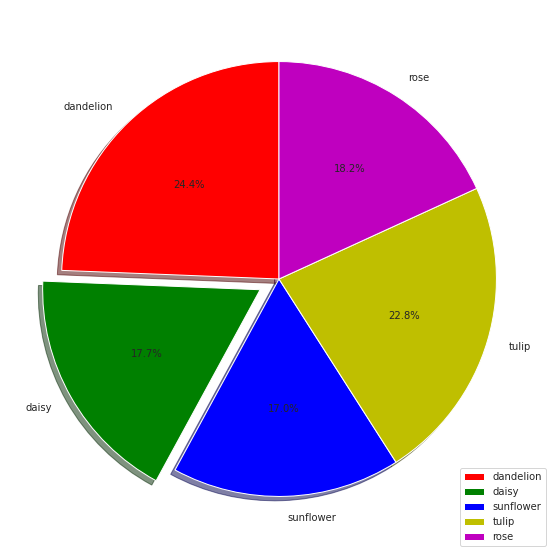 rose
dandelion
18.2%
24.4%
22.8%
tulip
17.7%
daisy
sunflower
dandelion
daisy
sunflower
tulip
rose